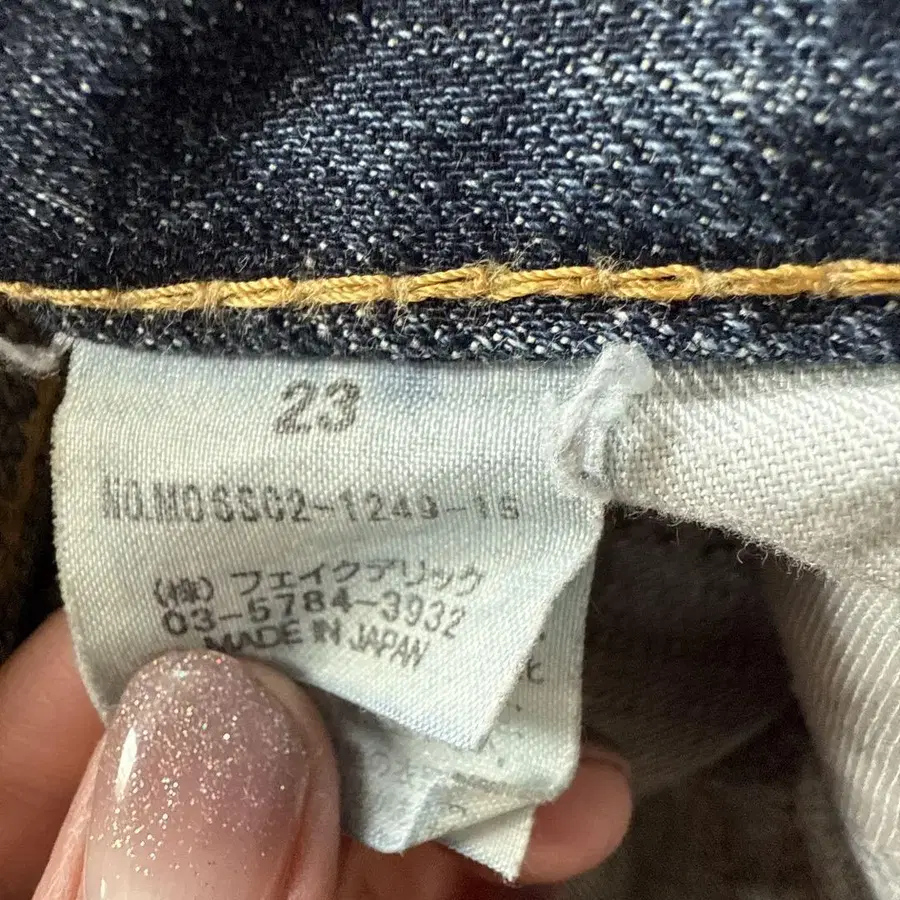 23
NO.MOSSC2-1249-1S
(株) フェイクデリック
03-5784-3932
MADE IN JAPAN